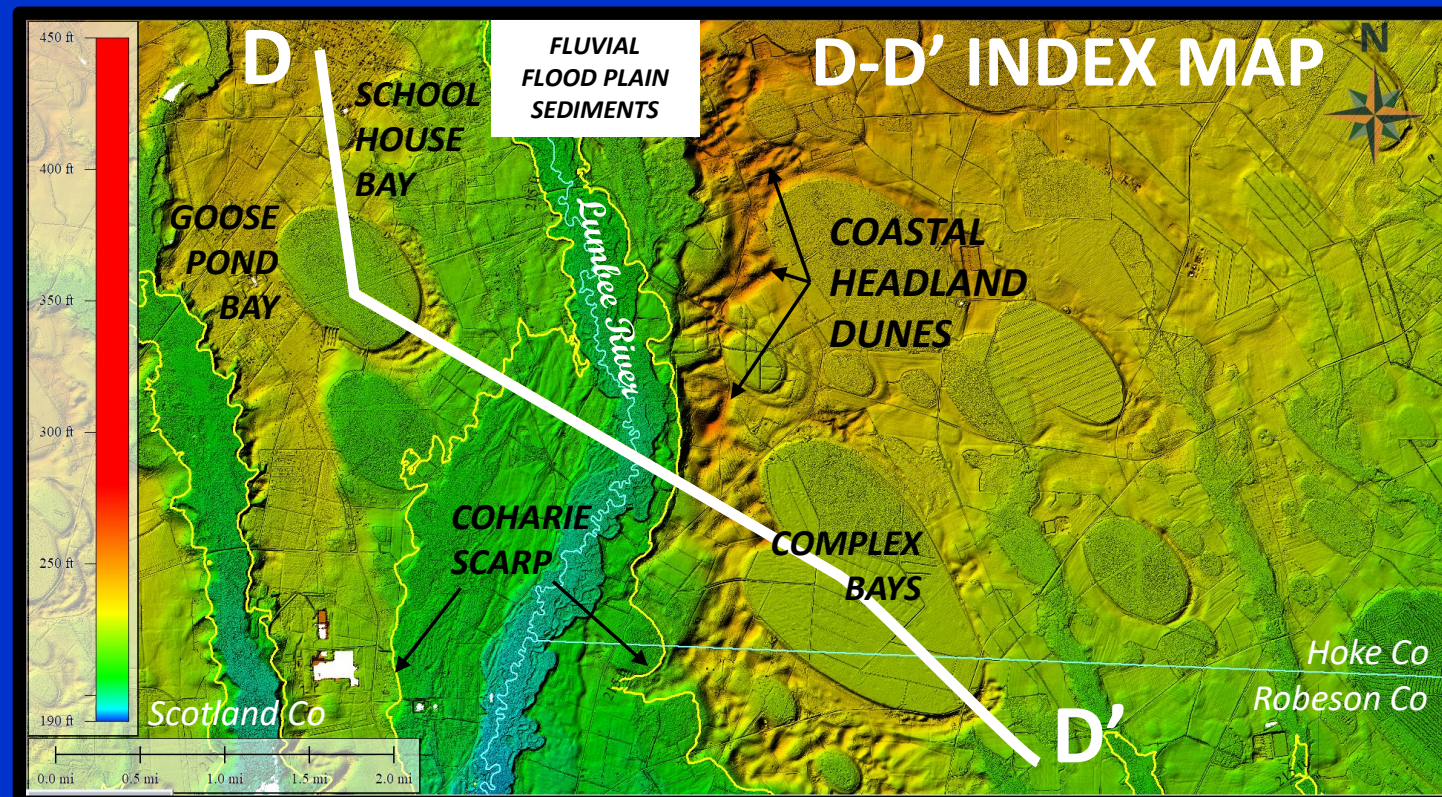 D-D’ INDEX MAP
N
D
FLUVIAL
FLOOD PLAIN
SEDIMENTS
SCHOOL
HOUSE
BAY
GOOSE
POND
BAY
Lumbee River
COASTAL
HEADLAND
DUNES
COHARIE
SCARP
COMPLEX
BAYS
Hoke Co
Robeson Co
Scotland Co
D’
450 ft
400 ft
350 ft
300 ft
250 ft
190 ft
0.0 mi 0.5 mi 1.0 mi 1.5 mi 2.0 mi